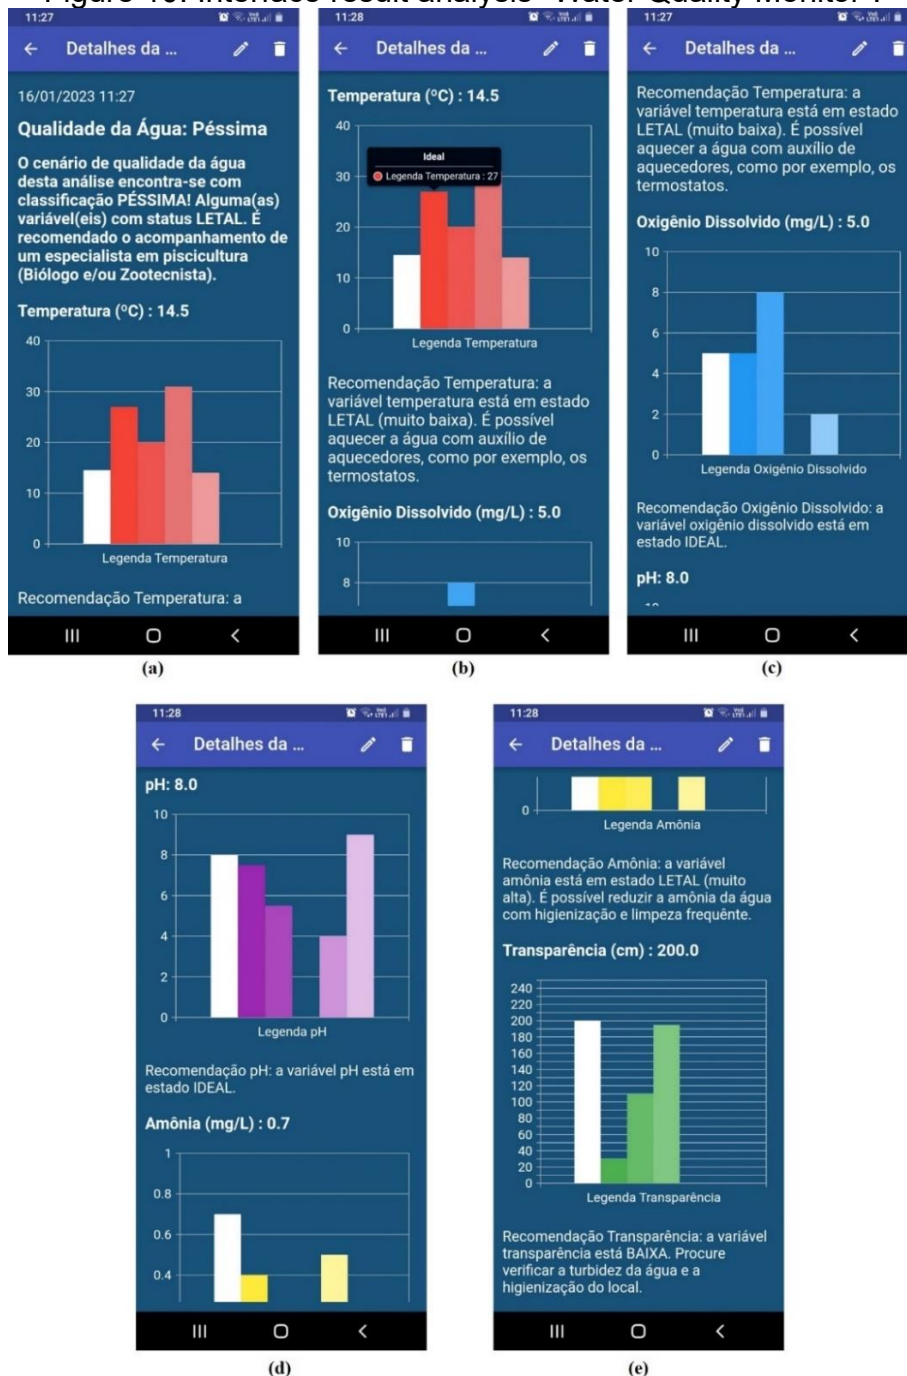 Figure 10. Interface result analysis "Water Quality Monitor".
11:27
Detalhes da ...
16/01/2023 11:27
Qualidade da Água: Péssima
O cenário de qualidade da água
desta análise encontra-se com
classificação PÉSSIMA! Alguma(as)
variável(eis) com status LETAL. É
recomendado o acompanhamento de
um especialista em piscicultura
(Biólogo e/ou Zootecnista).
Temperatura (ºC) : 14.5
40
30
20
10
0
Legenda Temperatura
Recomendação Temperatura: a
(a)
11:28
Detalhes da ...
Temperatura (ºC) : 14.5
40
30
20
10
0
Ideal
Legenda Temperatura : 27
Legenda Temperatura
Recomendação Temperatura: a
variável temperatura está em estado
LETAL (muito baixa). É possível
aquecer a água com auxílio de
aquecedores, como por exemplo, os
termostatos.
Oxigênio Dissolvido (mg/L) : 5.0
10
8
(b)
11:27
Detalhes da ...
Recomendação Temperatura: a
variável temperatura está em estado
LETAL (muito baixa). É possível
aquecer a água com auxílio de
aquecedores, como por exemplo, os
termostatos.
Oxigênio Dissolvido (mg/L) : 5.0
10
8
6
4
2
0
Legenda Oxigênio Dissolvido
Recomendação Oxigênio Dissolvido: a
variável oxigênio dissolvido está em
estado IDEAL.
pH: 8.0
(c)
11:28
Detalhes da ...
pH: 8.0
10
8
6
4
2
0
Legenda pH
Recomendação pH: a variável pH está em
estado IDEAL.
Amônia (mg/L) : 0.7
1
0.8
0.6
0.4
(d)
11:28
Detalhes da ...
0
Legenda Amônia
Recomendação Amônia: a variável
amônia está em estado LETAL (muito
alta). É possível reduzir a amônia da água
com higienização e limpeza frequênte.
Transparência (cm) : 200.0
240
220
200
180
160
140
120
100
80
60
40
20
0
Legenda Transparência
Recomendação Transparência: a variável
transparência está BAIXA. Procure
verificar a turbidez da água e a
higienização do local.
(e)